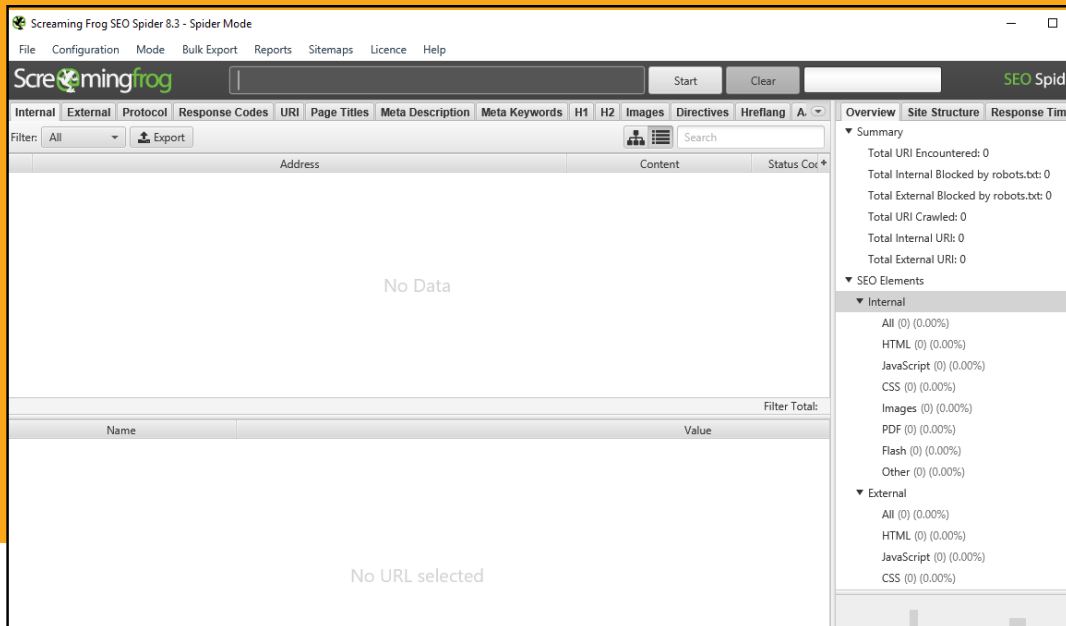 Screaming Frog SEO Spider 8.3 - Spider Mode
File Configuration Mode Bulk Export Reports Sitemaps Licence Help
Screamingfrog Start Clear SEO Spid
Internal External Protocol Response Codes URI Page Titles Meta Description Meta Keywords H1 H2 Images Directives Hreflang A
Filter: All Export Search
Address Content Status Cod
No Data
Filter Total:
Name Value
No URL selected
Overview Site Structure Response Tim
Summary
Total URI Encountered: 0
Total Internal Blocked by robots.txt: 0
Total External Blocked by robots.txt: 0
Total URI Crawled: 0
Total Internal URI: 0
Total External URI: 0
SEO Elements
Internal
All (0) (0.00%)
HTML (0) (0.00%)
JavaScript (0) (0.00%)
CSS (0) (0.00%)
Images (0) (0.00%)
PDF (0) (0.00%)
Flash (0) (0.00%)
Other (0) (0.00%)
External
All (0) (0.00%)
HTML (0) (0.00%)
JavaScript (0) (0.00%)
CSS (0) (0.00%)